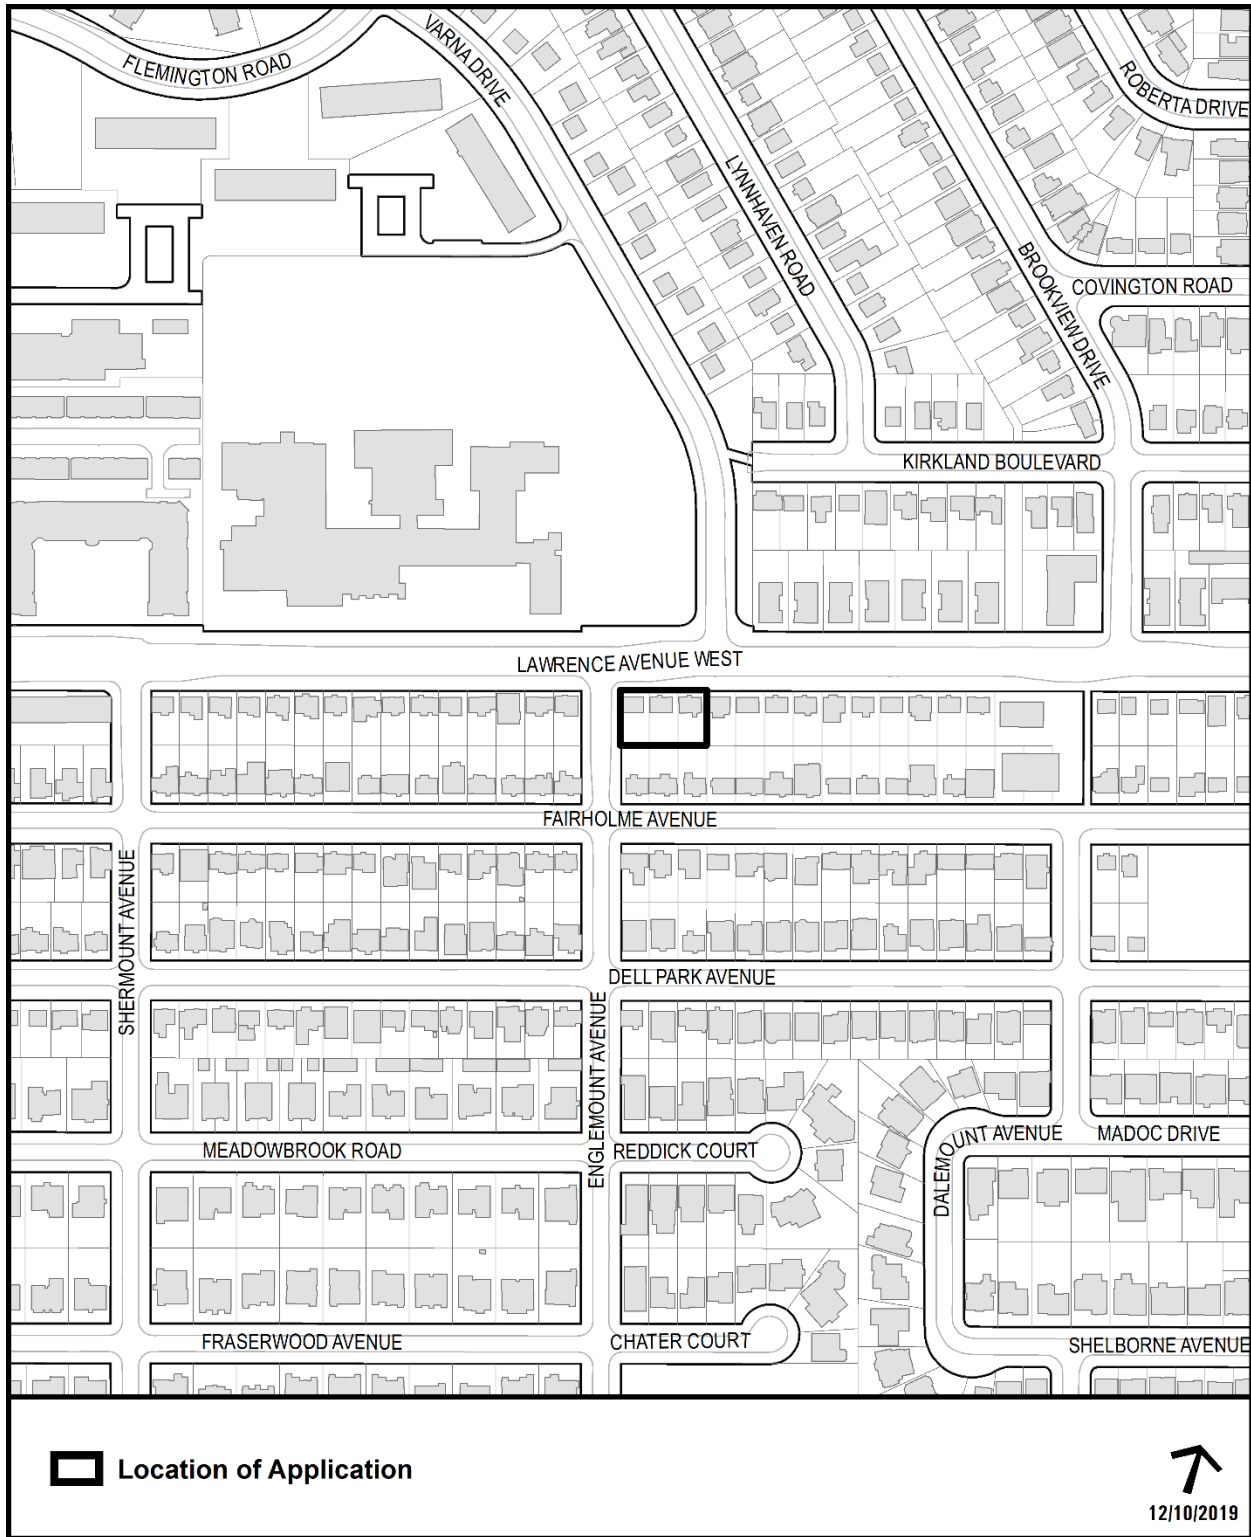 FLEMINGTON ROAD
VARNA DRIVE
ROBERTA DRIVE
LYNNHAVEN ROAD
BROOKVIEW DRIVE
COVINGTON ROAD
KIRKLAND BOULEVARD
LAWRENCE AVENUE WEST
FAIRHOLME AVENUE
SHERMOUNT AVENUE
DELL PARK AVENUE
ENGLEMOUNT AVENUE
MEADOWBROOK ROAD
REDDICK COURT
DALEMOUNT AVENUE
MADOC DRIVE
FRASERWOOD AVENUE
CHATER COURT
SHELBORNE AVENUE
Location of Application
12/10/2019